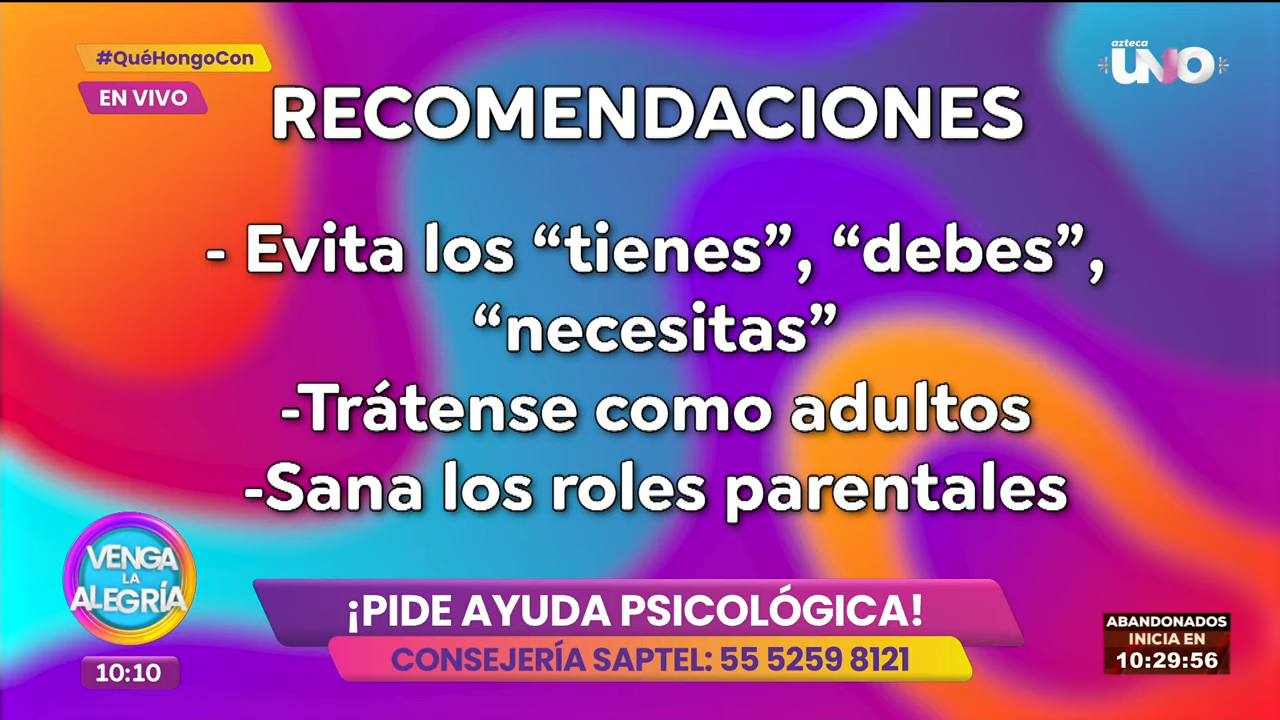 #QuéHongoCon
EN VIVO
azteca
UNO
RECOMENDACIONES
- Evita los “tienes”, “debes”,
“necesitas”
-Trátense como adultos
-Sana los roles parentales
VENGA
LA
ALEGRÍA
10:10
¡PIDE AYUDA PSICOLÓGICA!
CONSEJERÍA SAPTEL: 55 5259 8121
ABANDONADOS
INICIA EN
10:29:56